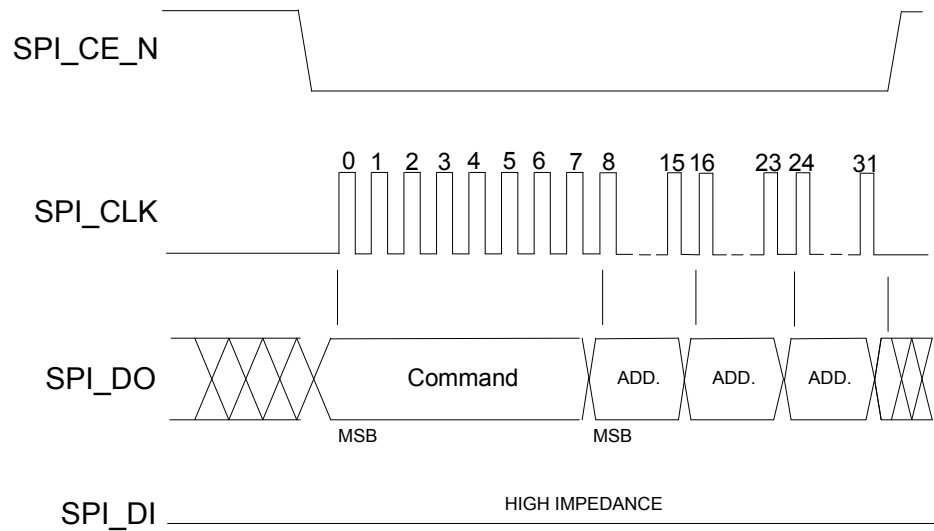 SPI_CE_N
0 1 2 3 4 5 6 7 8 15 16 23 24 31
SPI_CLK
SPI_DO
Command ADD. ADD. ADD.
MSB MSB
HIGH IMPEDANCE
SPI_DI